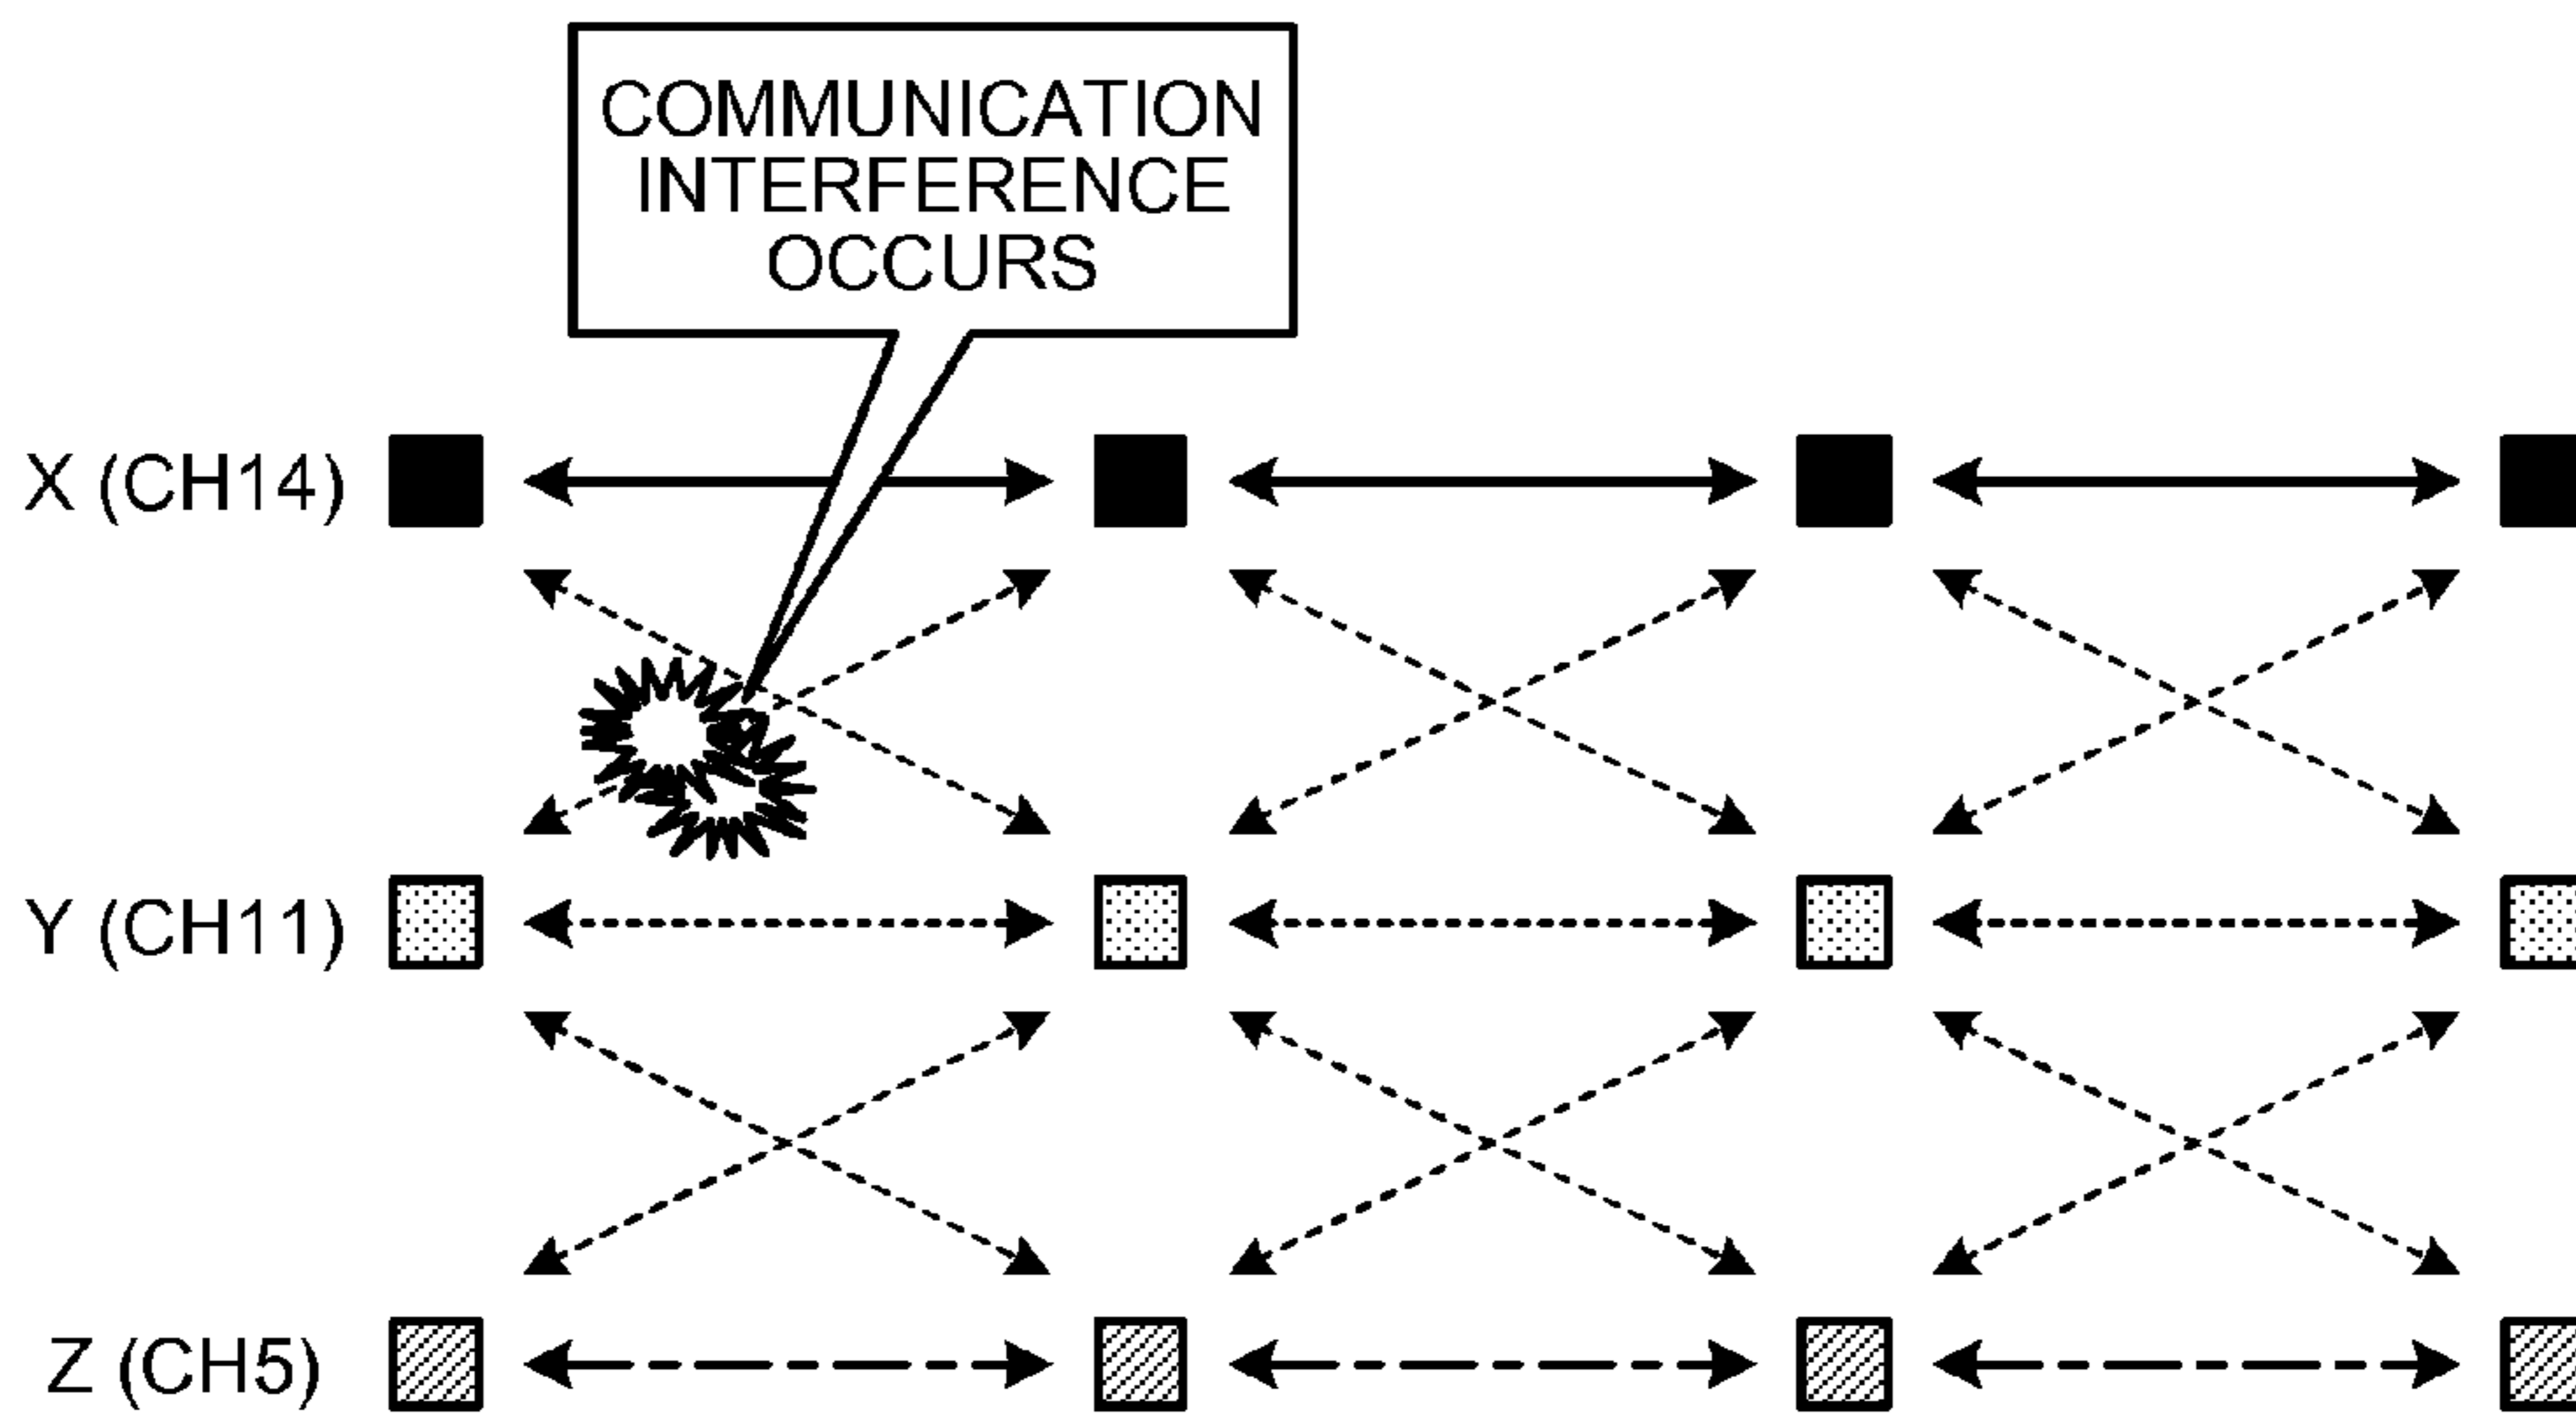 COMMUNICATION
INTERFERENCE
OCCURS
X (CH14)
Y (CH11)
Z (CH5)